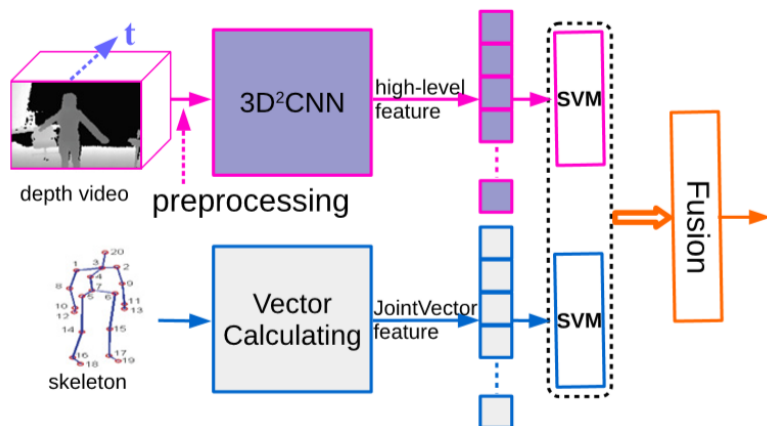 t
3D²CNN
high-level
feature
SVM
depth video
preprocessing
Fusion
20
1
3
2
4
8
7
9
5
6
10
11
12
13
14
15
16
17
18
19
skeleton
Vector
Calculating
JointVector
feature
SVM